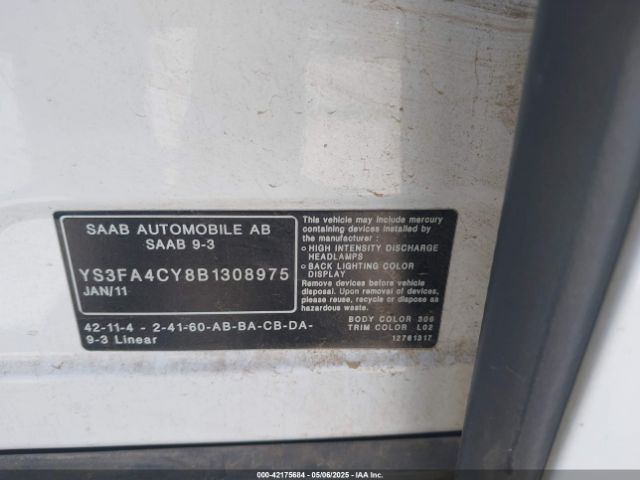 SAAB AUTOMOBILE AB
SAAB 9-3
YS3FA4CY8B1308975
JAN/11
42-11-4 - 2-41-60-AB-BA-CB-DA-
9-3 Linear
This vehicle may include mercury
containing devices installed by
the manufacturer:
○ HIGH INTENSITY DISCHARGE
HEADLAMPS
○ BACK LIGHTING COLOR
DISPLAY
Remove devices before vehicle
disposal. Upon removal of devices,
please reuse, recycle or dispose as
hazardous waste.
BODY COLOR 306
TRIM COLOR L02
12781317
000-42175684 - 05/06/2025 - IAA Inc.